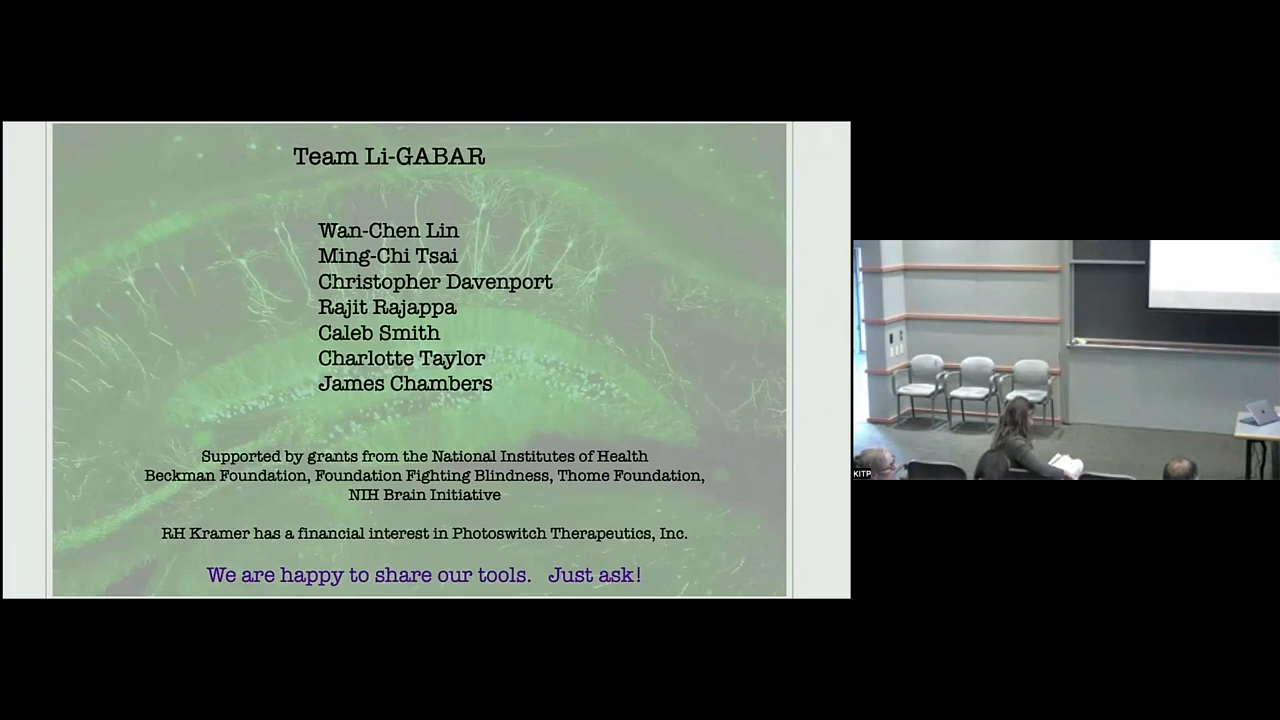 Team Li-GABAR
Wan-Chen Lin
Ming-Chi Tsai
Christopher Davenport
Rajit Rajappa
Caleb Smith
Charlotte Taylor
James Chambers
Supported by grants from the National Institutes of Health
Beckman Foundation, Foundation Fighting Blindness, Thome Foundation,
NIH Brain Initiative
RH Kramer has a financial interest in Photoswitch Therapeutics, Inc.
We are happy to share our tools. Just ask!
KITP